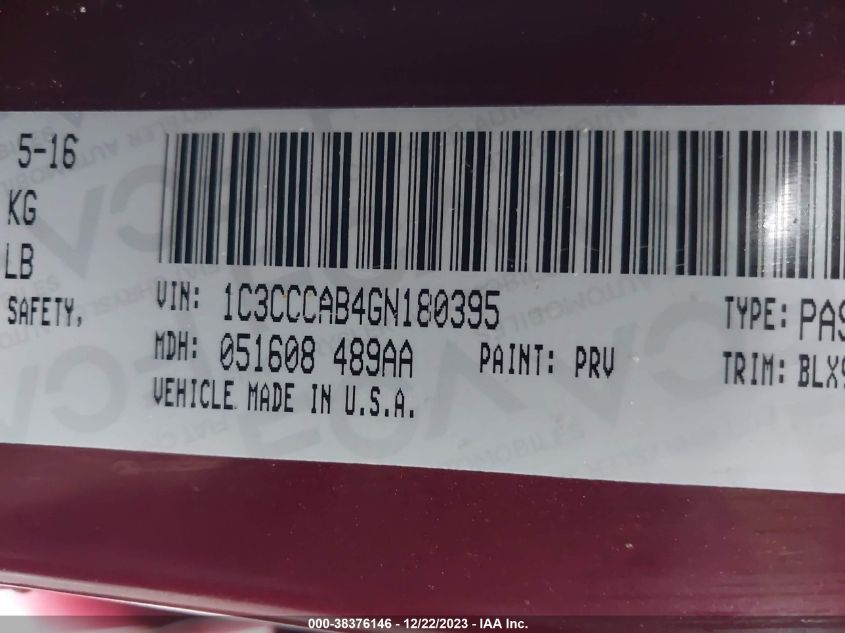 5-16
KG
LB
SAFETY,
VIN: 1C3CCCAB4GN180395
TYPE: PAS
MDH: 051608 489AA
PAINT: PRV
TRIM: BLX9
VEHICLE MADE IN U.S.A.
000-38376146 - 12/22/2023 - IAA Inc.